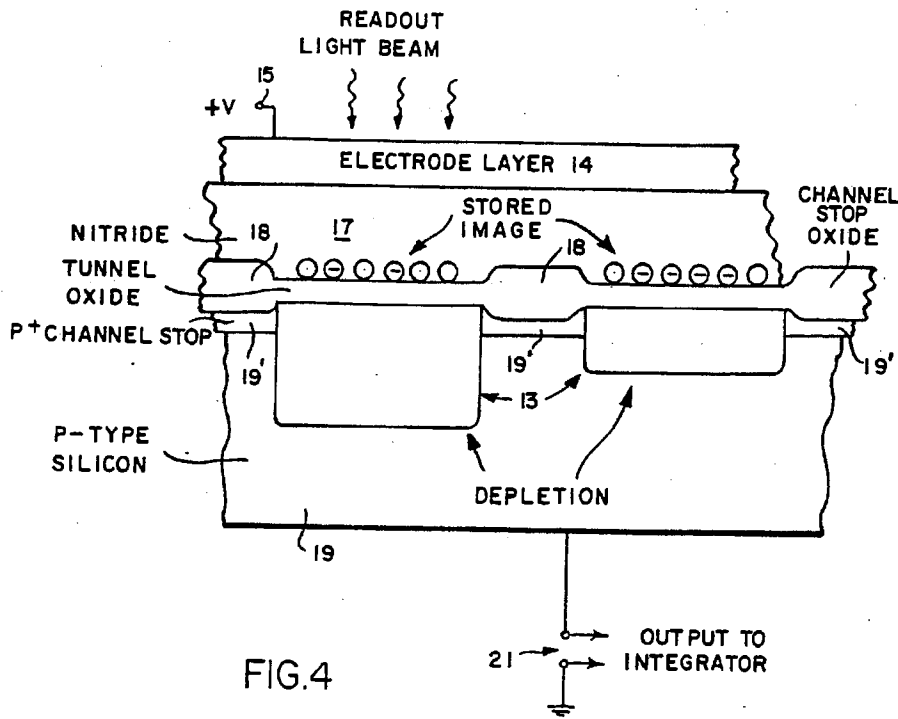 READOUT
LIGHT BEAM
15
+V
ELECTRODE LAYER 14
CHANNEL
STOP
OXIDE
STORED
IMAGE
17
NITRIDE
18
18
TUNNEL
OXIDE
P+ CHANNEL STOP
19'
19'
19'
13
P-TYPE
SILICON
DEPLETION
19
21
OUTPUT TO
INTEGRATOR
FIG.4